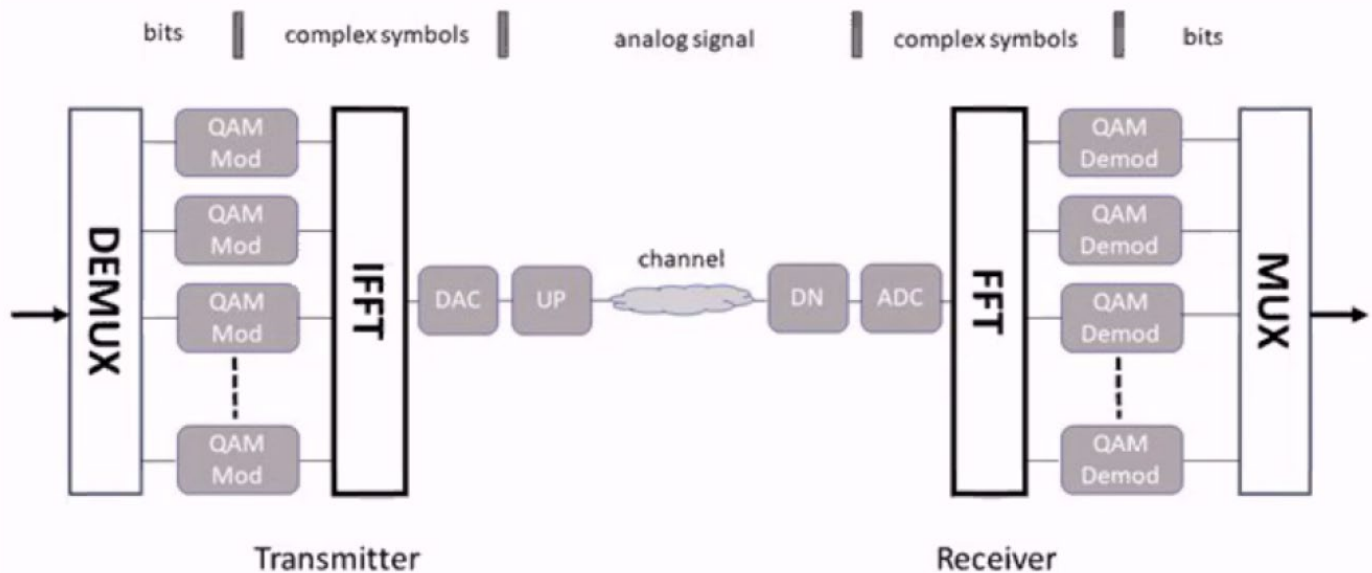 bits
complex symbols
analog signal
complex symbols
bits
DEMUX
QAM
Mod
QAM
Mod
QAM
Mod
QAM
Mod
IFFT
DAC
UP
channel
DN
ADC
FFT
QAM
Demod
QAM
Demod
QAM
Demod
QAM
Demod
MUX
Transmitter
Receiver